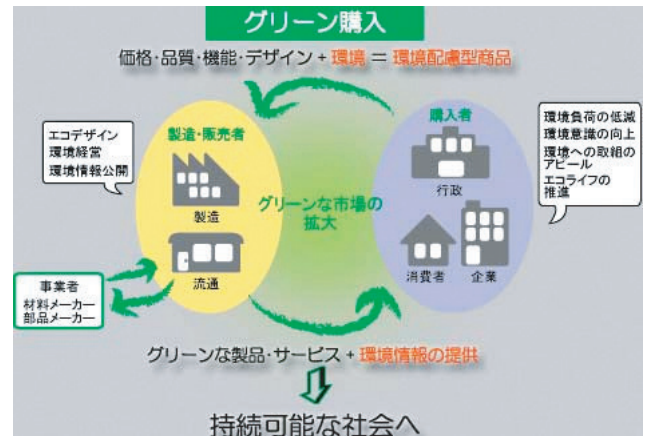 グリーン購入
価格・品質・機能・デザイン + 環境 = 環境配慮型商品
エコデザイン
環境経営
環境情報公開
製造・販売者
製造
流通
グリーンな市場の
拡大
購入者
行政
消費者
企業
環境負荷の低減
環境意識の向上
環境への取組の
アピール
エコライフの
推進
事業者
材料メーカー
部品メーカー
グリーンな製品・サービス + 環境情報の提供
持続可能な社会へ